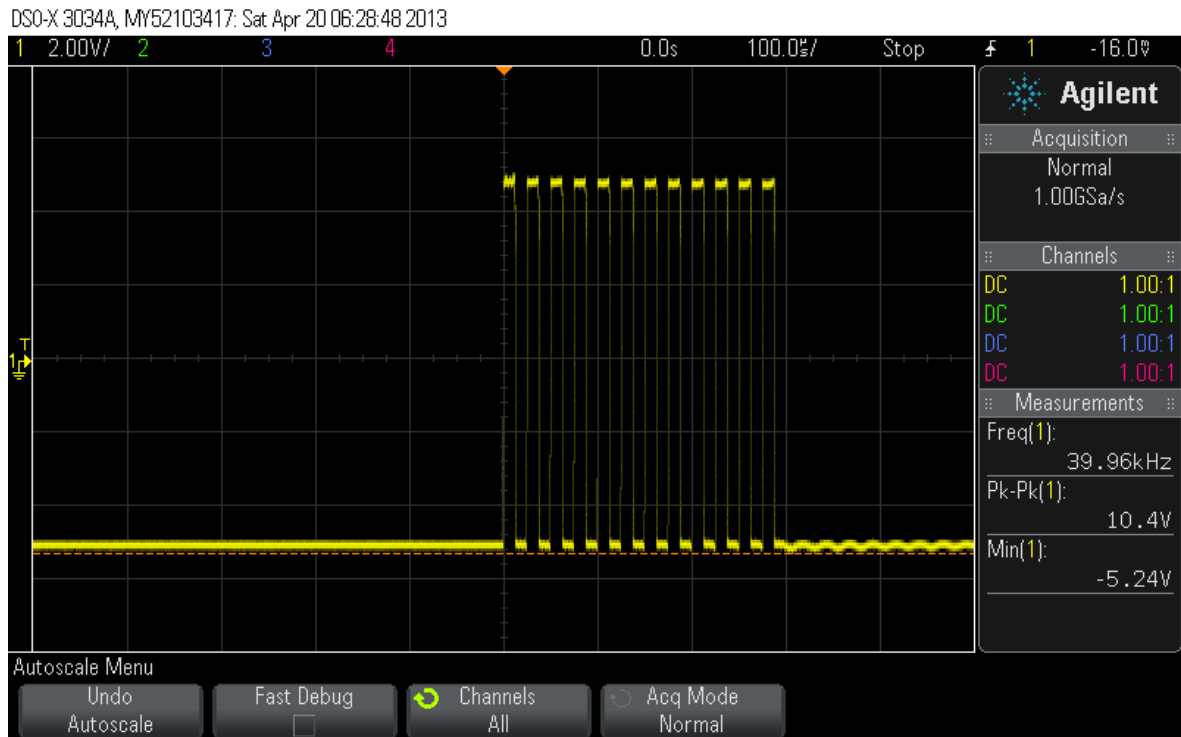 DSO-X 3034A, MY52103417: Sat Apr 20 06:28:48 2013
1 2.00V/ 2 3 4 0.0s 100.0µs/ Stop 1 -16.0mV
Agilent
Acquisition
Normal
1.00GSa/s
Channels
DC 1.00:1
DC 1.00:1
DC 1.00:1
DC 1.00:1
Measurements
Freq(1):
39.96kHz
Pk-Pk(1):
10.4V
Min(1):
-5.24V
T
1
Autoscale Menu
Undo Autoscale
Fast Debug
Channels
All
Acq Mode
Normal